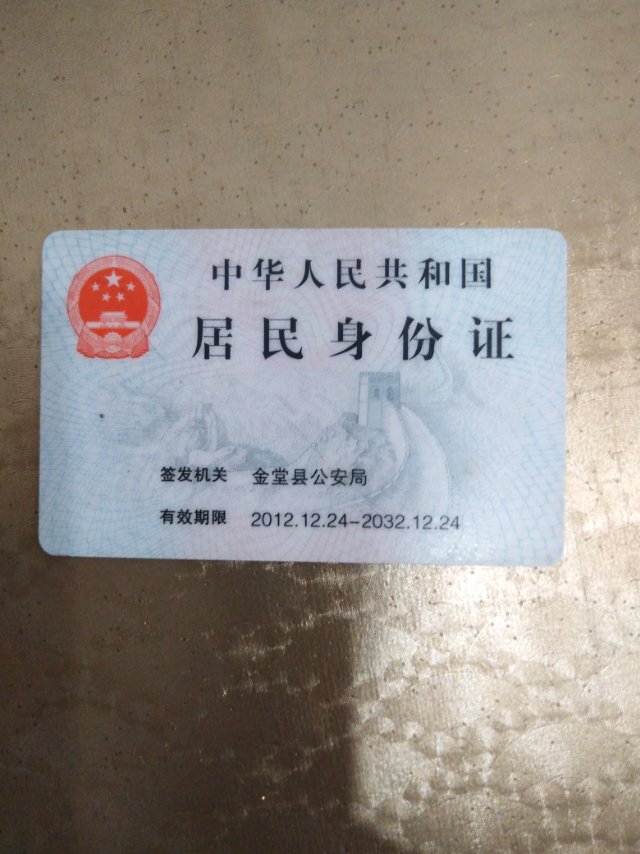 中华人民共和国
居民身份证
签发机关 金堂县公安局
有效期限 2012.12.24-2032.12.24